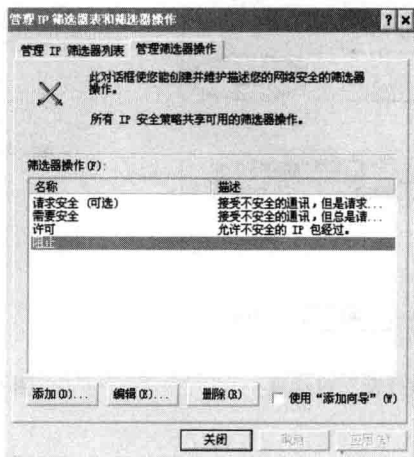 管理 IP 筛选器表和筛选器操作
管理 IP 筛选器列表 管理筛选器操作
此对话框使您能创建并维护描述您的网络安全的筛选器
操作。
所有 IP 安全策略共享可用的筛选器操作。
筛选器操作(F):
名称 描述
请求安全 (可选) 接受不安全的通讯，但是请求...
需要安全 接受不安全的通讯，但总是请...
许可 允许不安全的 IP 包经过。
添加(D)... 编辑(E)... 删除(R) 使用“添加向导”(W)
关闭 取消 应用(A)